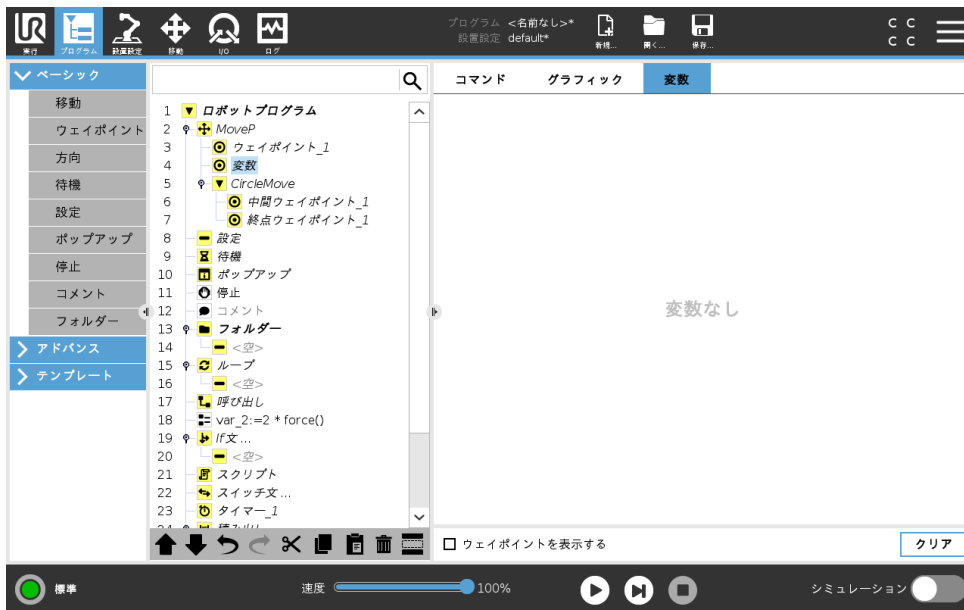 UR
プログラム <名前なし>*
設置設定 default*
実行 プログラム 設置設定 移動 I/O ログ
新規... 開く... 保存...
C C
C C
ベーシック
移動
ウェイポイント
方向
待機
設定
ポップアップ
停止
コメント
フォルダー
アドバンス
テンプレート
1 ロボットプログラム
2 MoveP
3 ウェイポイント_1
4 変数
5 CircleMove
6 中間ウェイポイント_1
7 終点ウェイポイント_1
8 設定
9 待機
10 ポップアップ
11 停止
12 コメント
13 フォルダー
14 <空>
15 ループ
16 <空>
17 呼び出し
18 var_2:=2 * force()
19 If文...
20 <空>
21 スクリプト
22 スイッチ文...
23 タイマー_1
コマンド グラフィック 変数
変数なし
ウェイポイントを表示する
クリア
標準
速度 100%
シミュレーション